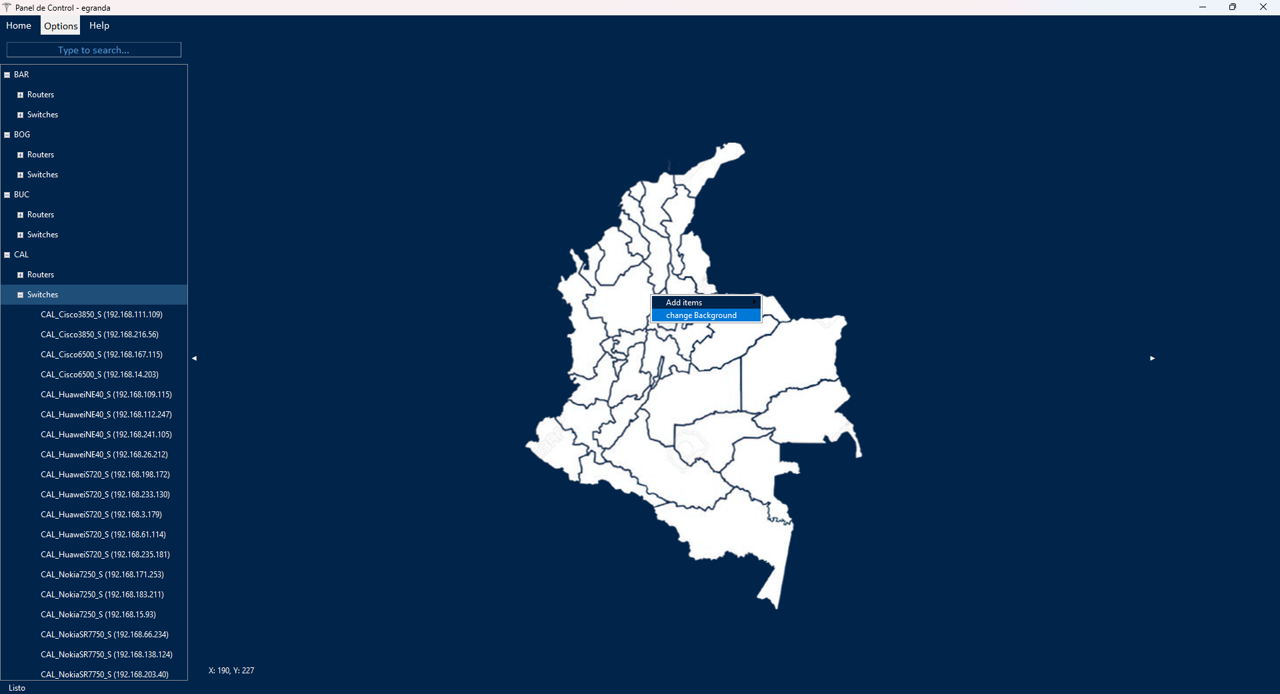 Panel de Control - egranda
Home Options Help
Type to search...
BAR
Routers
Switches
BOG
Routers
Switches
BUC
Routers
Switches
CAL
Routers
Switches
CAL_Cisco3850_S (192.168.111.109)
CAL_Cisco3850_S (192.168.216.56)
CAL_Cisco6500_S (192.168.167.115)
CAL_Cisco6500_S (192.168.14.203)
CAL_HuaweiNE40_S (192.168.109.115)
CAL_HuaweiNE40_S (192.168.112.247)
CAL_HuaweiNE40_S (192.168.241.105)
CAL_HuaweiNE40_S (192.168.26.212)
CAL_HuaweiS720_S (192.168.198.172)
CAL_HuaweiS720_S (192.168.233.130)
CAL_HuaweiS720_S (192.168.3.179)
CAL_HuaweiS720_S (192.168.61.114)
CAL_HuaweiS720_S (192.168.235.181)
CAL_Nokia7250_S (192.168.171.253)
CAL_Nokia7250_S (192.168.183.211)
CAL_Nokia7250_S (192.168.15.93)
CAL_NokiaSR7750_S (192.168.66.234)
CAL_NokiaSR7750_S (192.168.138.124)
CAL_NokiaSR7750_S (192.168.203.40)
Add items
change Background
X: 190, Y: 227
Listo